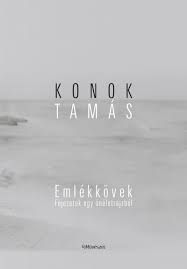 KONOK
TAMÁS
Emlékkövek
Fejezetek egy önéletrajzból